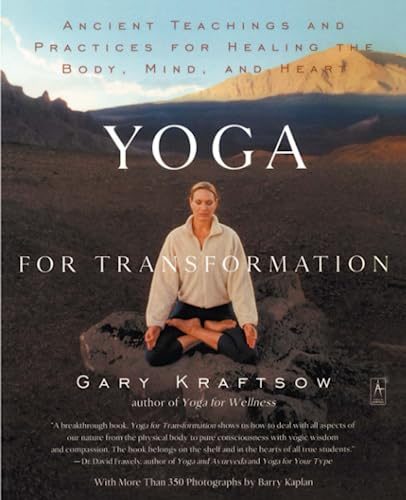 Ancient Teachings and
Practices for Healing the
Body, Mind, and Heart
YOGA
FOR TRANSFORMATION
Gary Kraftsow
author of Yoga for Wellness
"A breakthrough book. Yoga for Transformation shows us how to deal with all aspects
of our nature from the physical body to pure consciousness with yogic wisdom
and compassion. The book belongs on the shelf and in the hearts of all true students."
—Dr. David Frawely, author of Yoga and Ayurveda and Yoga for Your Type
With More Than 350 Photographs by Barry Kaplan